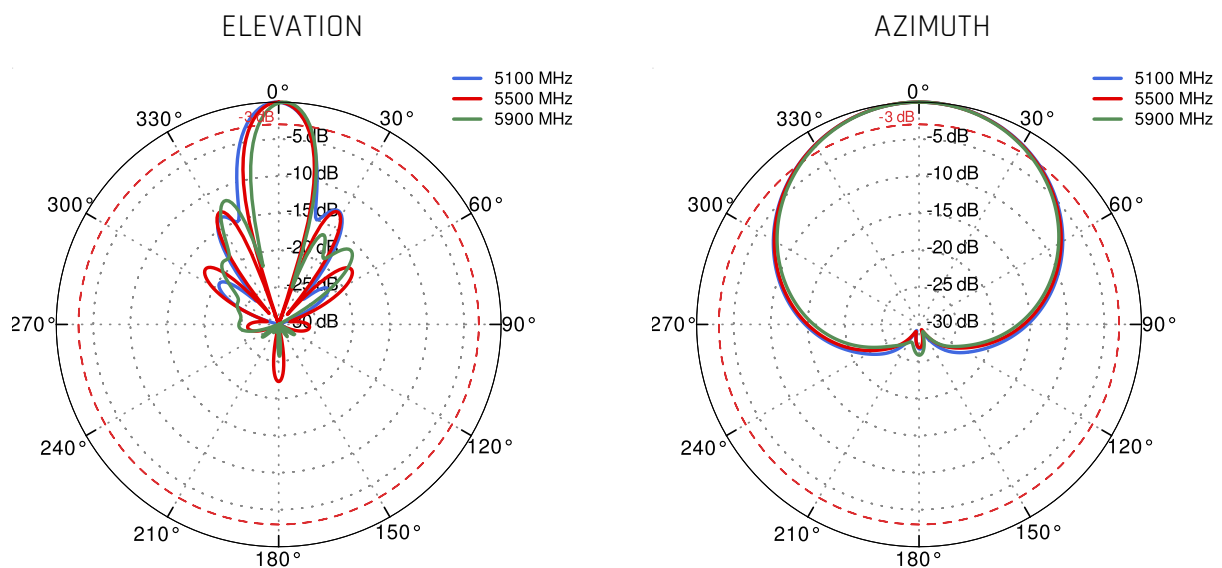 ELEVATION
5100 MHz
5500 MHz
5900 MHz
0°
330°
30°
-3 dB
-5 dB
-10 dB
300°
60°
-15 dB
-20 dB
-25 dB
270°
-30 dB
90°
240°
120°
210°
150°
180°
AZIMUTH
5100 MHz
5500 MHz
5900 MHz
0°
330°
30°
-3 dB
-5 dB
-10 dB
300°
60°
-15 dB
-20 dB
-25 dB
270°
-30 dB
90°
240°
120°
210°
150°
180°